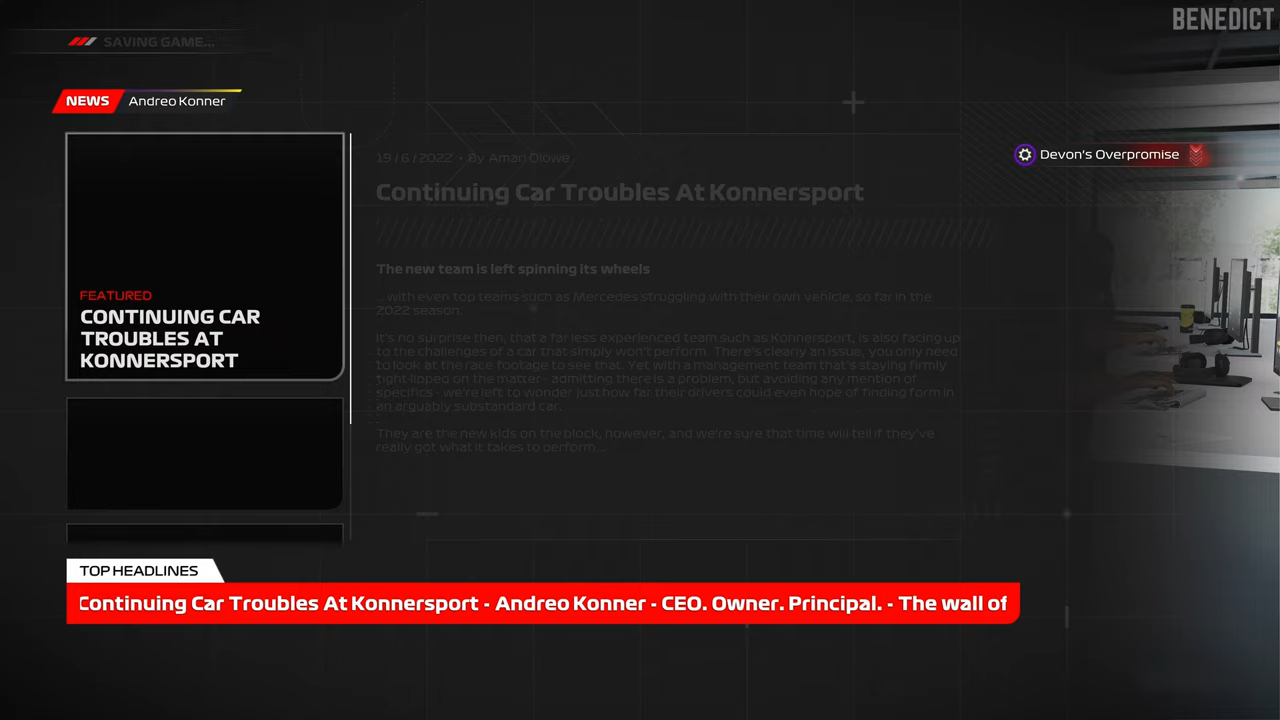 BENEDICT
SAVING GAME...
NEWS Andreo Konner
Devon's Overpromise
19/6/2022 • By Amari Olowe
Continuing Car Troubles At Konnersport
The new team is left spinning its wheels
... with even top teams such as Mercedes struggling with their own vehicle, so far in the
2022 season.
It's no surprise then, that a far less experienced team such as Konnersport, is also facing up
to the challenges of a car that simply won't perform. There's clearly an issue, you only need
to look at the race footage to see that. Yet with a management team that's staying firmly
tight-lipped on the matter - admitting there is a problem, but avoiding any mention of
specifics - we're left to wonder just how far their drivers could even hope of finding form in
an arguably substandard car.
They are the new kids on the block, however, and we're sure that time will tell if they've
really got what it takes to perform ...
FEATURED
CONTINUING CAR
TROUBLES AT
KONNERSPORT
TOP HEADLINES
Continuing Car Troubles At Konnersport - Andreo Konner - CEO. Owner. Principal. - The wall of